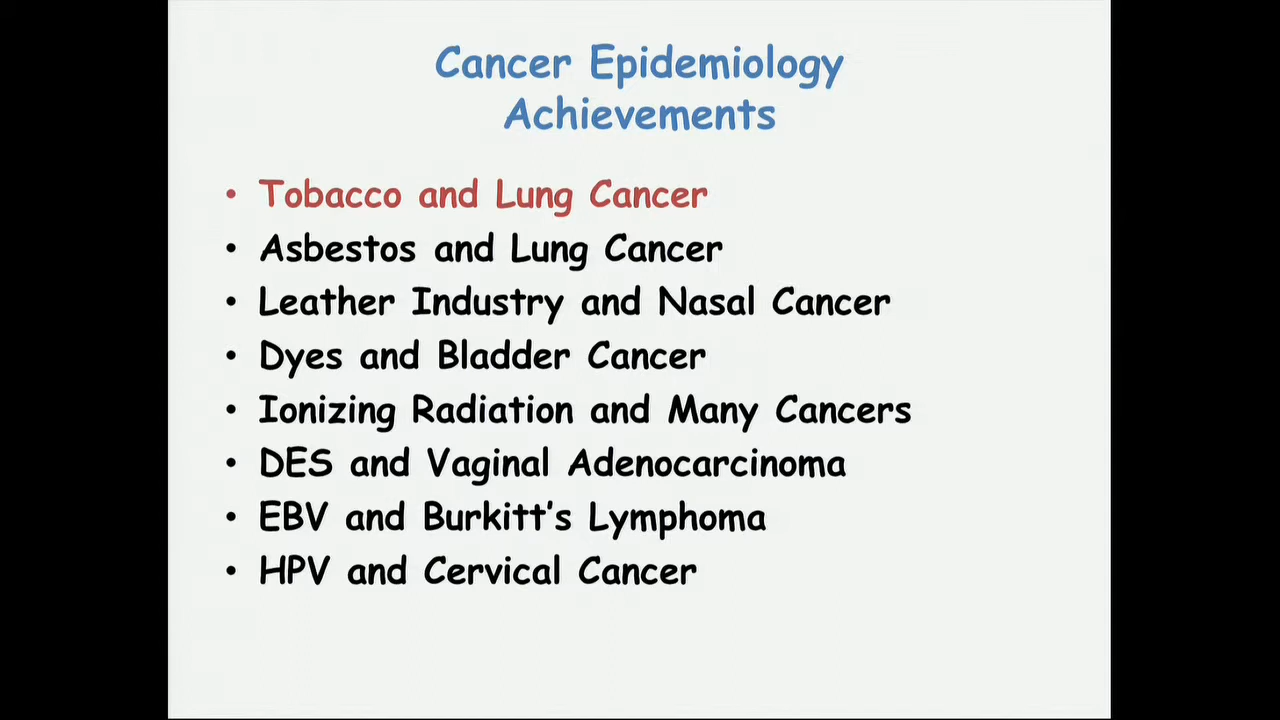 Cancer Epidemiology
Achievements
• Tobacco and Lung Cancer
• Asbestos and Lung Cancer
• Leather Industry and Nasal Cancer
• Dyes and Bladder Cancer
• Ionizing Radiation and Many Cancers
• DES and Vaginal Adenocarcinoma
• EBV and Burkitt's Lymphoma
• HPV and Cervical Cancer